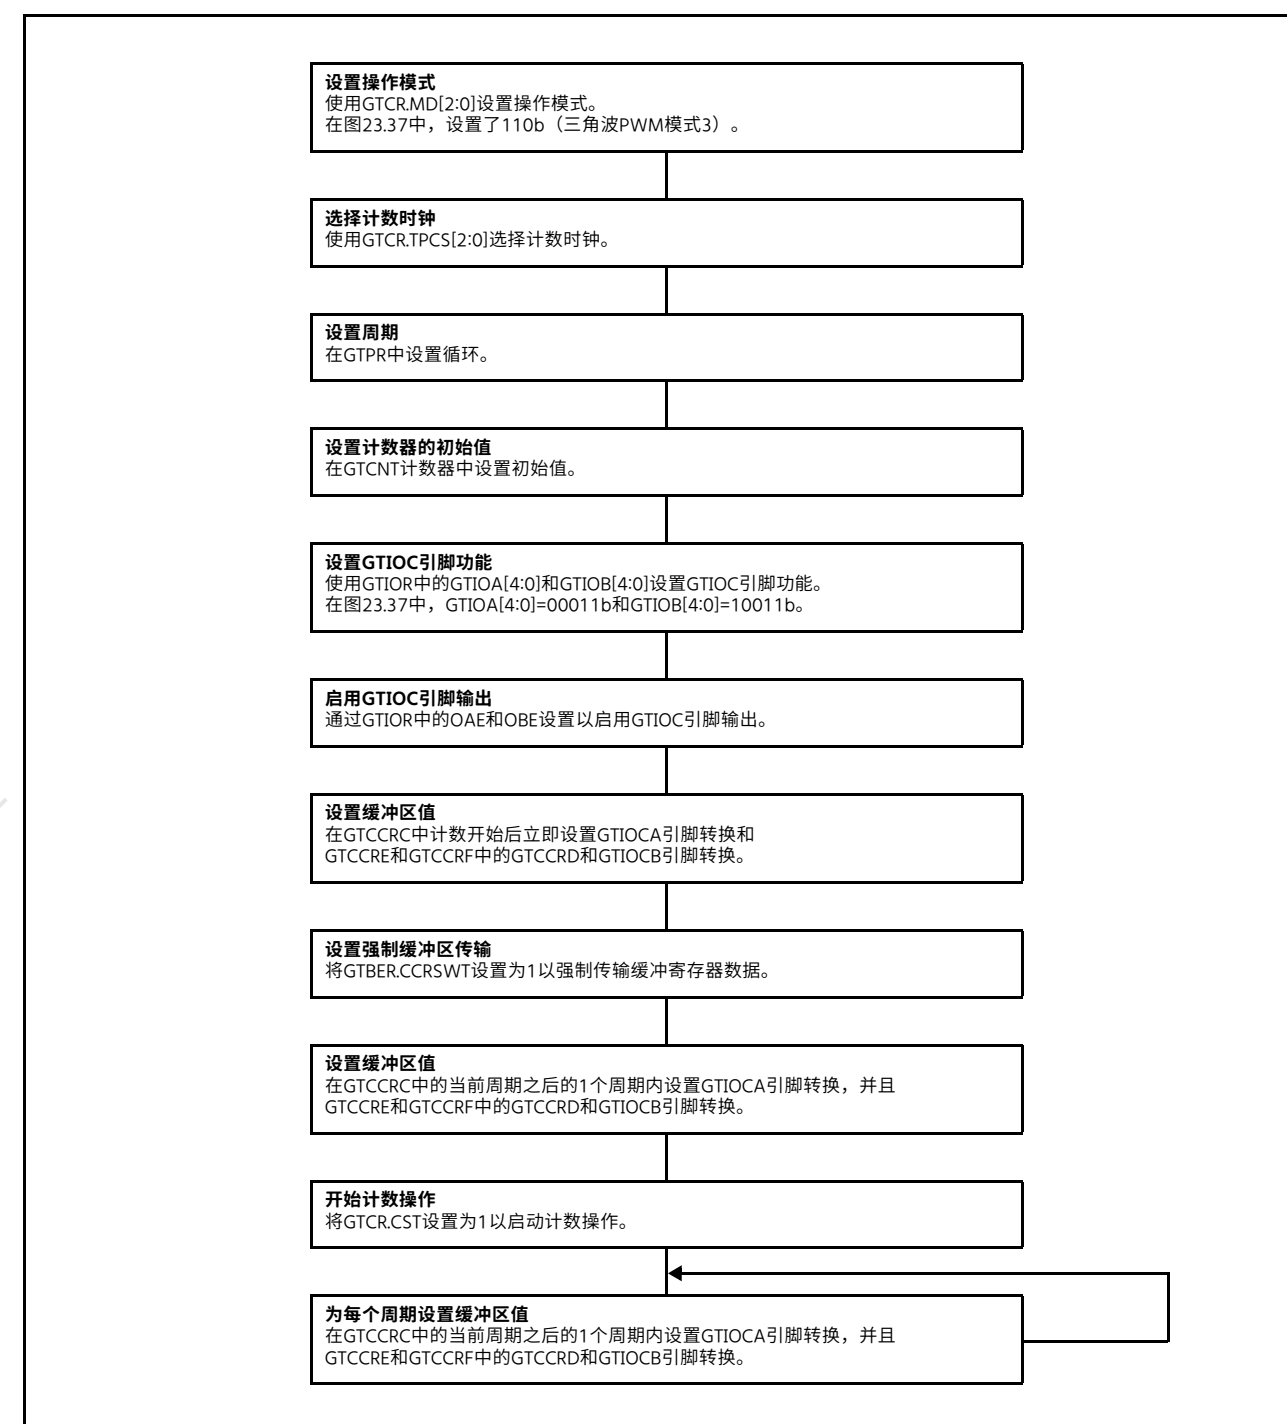 设置操作模式
使用GTCR.MD[2:0]设置操作模式。
在图23.37中，设置了110b（三角波PWM模式3）。
选择计数时钟
使用GTCR.TPCS[2:0]选择计数时钟。
设置周期
在GTPR中设置循环。
设置计数器的初始值
在GTCNT计数器中设置初始值。
设置GTIOC引脚功能
使用GTIOR中的GTIOA[4:0]和GTIOB[4:0]设置GTIOC引脚功能。
在图23.37中，GTIOA[4:0]=00011b和GTIOB[4:0]=10011b。
启用GTIOC引脚输出
通过GTIOR中的OAE和OBE设置以启用GTIOC引脚输出。
设置缓冲区值
在GTCCRC中计数开始后立即设置GTIOCA引脚转换和
GTCCRE和GTCCRF中的GTCCRD和GTIOCB引脚转换。
设置强制缓冲区传输
将GTBER.CCRSWT设置为1以强制传输缓冲寄存器数据。
设置缓冲区值
在GTCCRC中的当前周期之后的1个周期内设置GTIOCA引脚转换，并且
GTCCRE和GTCCRF中的GTCCRD和GTIOCB引脚转换。
开始计数操作
将GTCR.CST设置为1以启动计数操作。
为每个周期设置缓冲区值
在GTCCRC中的当前周期之后的1个周期内设置GTIOCA引脚转换，并且
GTCCRE和GTCCRF中的GTCCRD和GTIOCB引脚转换。